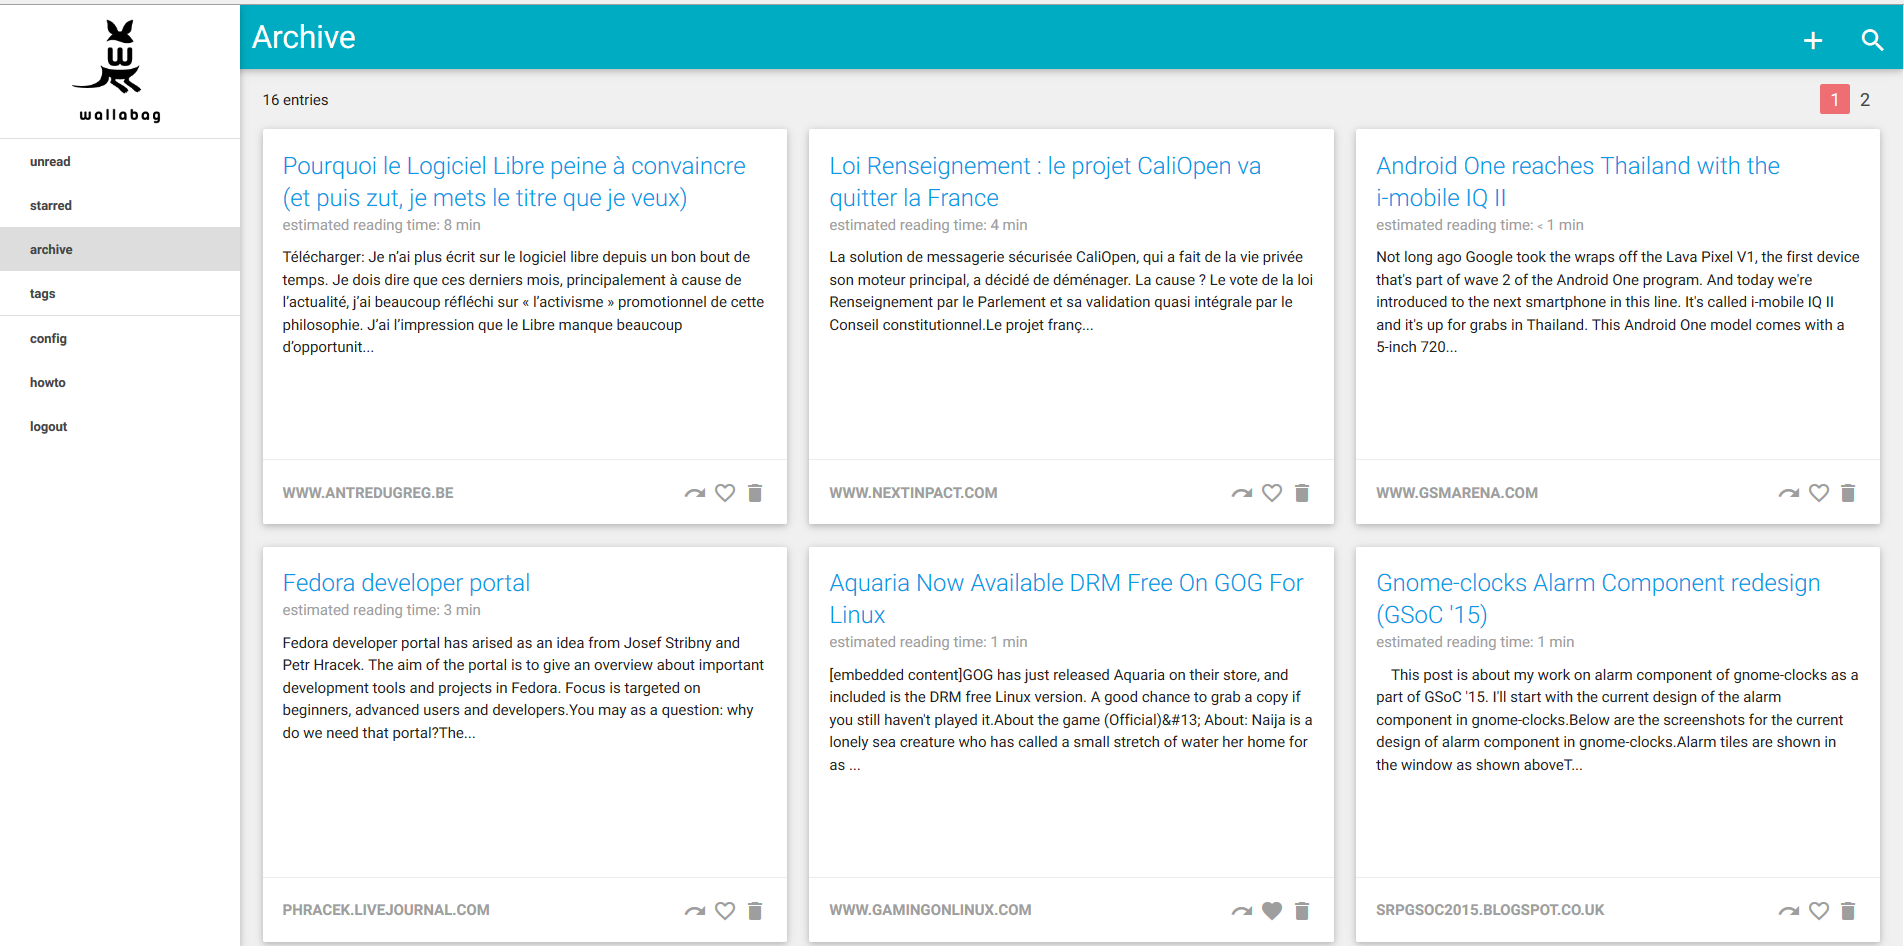 wallabag
unread
starred
archive
tags
config
howto
logout
Archive
16 entries
1 2
Pourquoi le Logiciel Libre peine à convaincre
(et puis zut, je mets le titre que je veux)
estimated reading time: 8 min
Télécharger: Je n’ai plus écrit sur le logiciel libre depuis un bon bout de
temps. Je dois dire que ces derniers mois, principalement à cause de
l’actualité, j’ai beaucoup réfléchi sur « l’activisme » promotionnel de cette
philosophie. J’ai l’impression que le Libre manque beaucoup
d’opportunit...
WWW.ANTREDUGREG.BE
Loi Renseignement : le projet CaliOpen va
quitter la France
estimated reading time: 4 min
La solution de messagerie sécurisée CaliOpen, qui a fait de la vie privée
son moteur principal, a décidé de déménager. La cause ? Le vote de la loi
Renseignement par le Parlement et sa validation quasi intégrale par le
Conseil constitutionnel.Le projet franç...
WWW.NEXTINPACT.COM
Android One reaches Thailand with the
i-mobile IQ II
estimated reading time: < 1 min
Not long ago Google took the wraps off the Lava Pixel V1, the first device
that's part of wave 2 of the Android One program. And today we're
introduced to the next smartphone in this line. It's called i-mobile IQ II
and it's up for grabs in Thailand. This Android One model comes with a
5-inch 720...
WWW.GSMARENA.COM
Fedora developer portal
estimated reading time: 3 min
Fedora developer portal has arised as an idea from Josef Stribny and
Petr Hracek. The aim of the portal is to give an overview about important
development tools and projects in Fedora. Focus is targeted on
beginners, advanced users and developers.You may as a question: why
do we need that portal?The...
PHRACEK.LIVEJOURNAL.COM
Aquaria Now Available DRM Free On GOG For
Linux
estimated reading time: 1 min
[embedded content]GOG has just released Aquaria on their store, and
included is the DRM free Linux version. A good chance to grab a copy if
you still haven't played it.About the game (Official)&#13; About: Naija is a
lonely sea creature who has called a small stretch of water her home for
as ...
WWW.GAMINGONLINUX.COM
Gnome-clocks Alarm Component redesign
(GSoC '15)
estimated reading time: 1 min
This post is about my work on alarm component of gnome-clocks as a
part of GSoC '15. I'll start with the current design of the alarm
component in gnome-clocks.Below are the screenshots for the current
design of alarm component in gnome-clocks.Alarm tiles are shown in
the window as shown aboveT...
SRPGSOC2015.BLOGSPOT.CO.UK